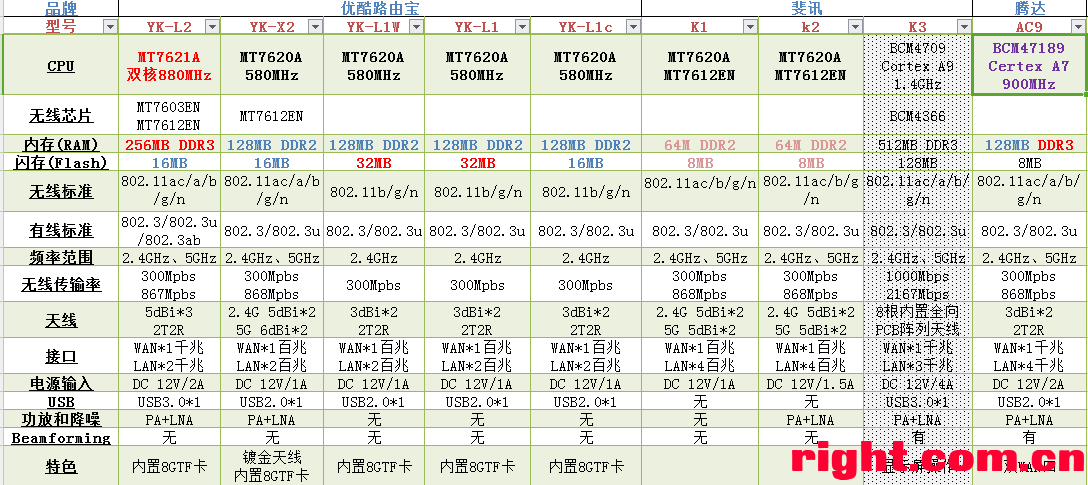 品牌 优酷路由宝 斐讯 腾达
型号 YK-L2 YK-X2 YK-L1W YK-L1 YK-L1c K1 k2 K3 AC9
CPU MT7621A 双核880MHz MT7620A 580MHz MT7620A 580MHz MT7620A 580MHz MT7620A 580MHz MT7620A MT7612EN MT7620A MT7612EN BCM4709 Cortex A9 1.4GHz BCM47189 Certex A7 900MHz
无线芯片 MT7603EN MT7612EN MT7612EN BCM4366
内存(RAM) 256MB DDR3 128MB DDR2 128MB DDR2 128MB DDR2 128MB DDR2 64M DDR2 64M DDR2 512MB DDR3 128MB DDR3
闪存(Flash) 16MB 16MB 32MB 32MB 16MB 8MB 8MB 128MB 8MB
无线标准 802.11ac/a/b/g/n 802.11ac/a/b/g/n 802.11b/g/n 802.11b/g/n 802.11b/g/n 802.11ac/b/g/n 802.11ac/b/g/n 802.11ac/a/b/g/n 802.11ac/a/b/g/n
有线标准 802.3/802.3u/802.3ab 802.3/802.3u 802.3/802.3u 802.3/802.3u 802.3/802.3u 802.3/802.3u 802.3/802.3u 802.3/802.3u 802.3/802.3u
频率范围 2.4GHz、5GHz 2.4GHz、5GHz 2.4GHz 2.4GHz 2.4GHz 2.4GHz、5GHz 2.4GHz、5GHz 2.4GHz、5GHz 2.4GHz、5GHz
无线传输率 300Mpbs 867Mpbs 300Mpbs 868Mpbs 300Mpbs 300Mpbs 300Mpbs 300Mpbs 868Mpbs 300Mpbs 868Mpbs 1000Mbps 2167Mbps 300Mpbs 868Mpbs
天线 5dBi*3 2T2R 2.4G 5dBi*2 5G 6dBi*2 3dBi*2 2T2R 3dBi*2 2T2R 3dBi*2 2T2R 2.4G 5dBi*2 5G 5dBi*2 2.4G 5dBi*2 5G 5dBi*2 8根内置全向PCB阵列天线 3dBi*2 2T2R
接口 WAN*1千兆 LAN*2千兆 WAN*1百兆 LAN*2百兆 WAN*1百兆 LAN*2百兆 WAN*1百兆 LAN*2百兆 WAN*1百兆 LAN*2百兆 WAN*1百兆 LAN*4百兆 WAN*1百兆 LAN*4百兆 WAN*1千兆 LAN*3千兆 WAN*1千兆 LAN*4千兆
电源输入 DC 12V/2A DC 12V/1A DC 12V/1A DC 12V/1A DC 12V/1A DC 12V/1A DC 12V/1.5A DC 12V/4A DC 12V/2A
USB USB3.0*1 USB2.0*1 USB2.0*1 USB2.0*1 USB2.0*1 无 无 USB3.0*1 USB2.0*1
功放和降噪 PA+LNA PA+LNA 无 无 无 无 PA+LNA PA+LNA PA+LNA
Beamforming 无 无 无 无 无 无 无 有 有
特色 内置8GTF卡 镀金天线 内置8GTF卡 内置8GTF卡 内置8GTF卡 内置8GTF卡
right.com.cn